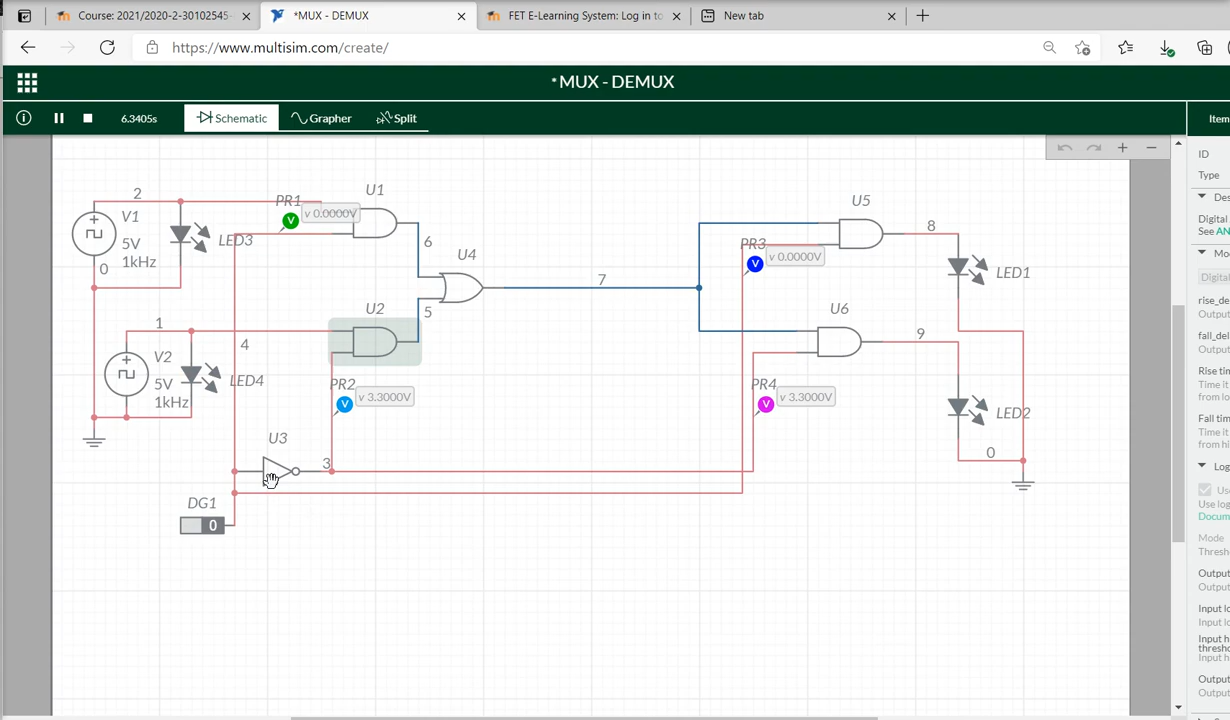 Course: 2021/2020-2-30102545-
*MUX - DEMUX
FET E-Learning System: Log in to
New tab
https://www.multisim.com/create/
*MUX - DEMUX
6.3405s
Schematic
Grapher
Split
Item
ID
Type
Des
Digital
See AN
Mo
Digital
rise_de
Output
fall_del
Output
Rise tim
Time it
from lo
Fall tim
Time it
from hi
Log
Use
Use log
Docum
Mode
Thresh
Output
Output
Input lo
Input lo
Input h
thresho
Input h
Output
Output
2
V1
5V
1kHz
0
LED3
PR1
V
v 0.0000V
U1
6
U4
1
V2
5V
1kHz
LED4
4
U2
5
PR2
V
v 3.3000V
U3
3
DG1
0
7
U5
8
PR3
V
v 0.0000V
LED1
U6
9
PR4
V
v 3.3000V
LED2
0